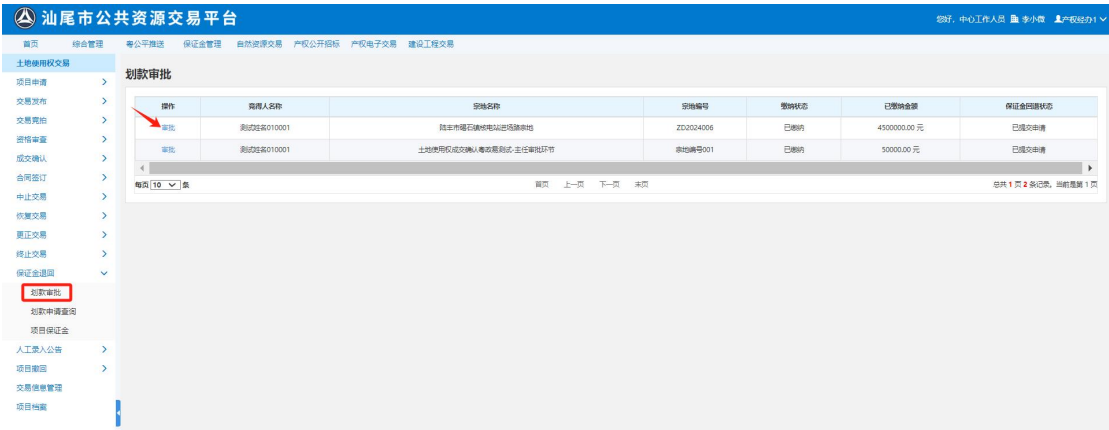 汕尾市公共资源交易平台
您好，中心工作人员 李小微 产权经办1
首页 综合管理 粤公平推送 保证金管理 自然资源交易 产权公开招标 产权电子交易 建设工程交易
土地使用权交易
项目申请
交易发布
交易竞拍
资格审查
成交确认
合同签订
中止交易
恢复交易
更正交易
终止交易
保证金退回
划款审批
划款申请查询
项目保证金
人工录入公告
项目撤回
交易信息管理
项目档案
划款审批
操作 竞得人名称 宗地名称 宗地编号 缴纳状态 已缴纳金额 保证金回退状态
审批 测试姓名010001 陆丰市碣石镇核电站进场路宗地 ZD2024006 已缴纳 4500000.00 元 已提交申请
审批 测试姓名010001 土地使用权成交确认粤政易测试-主任审批环节 宗地编号001 已缴纳 50000.00 元 已提交申请
每页 10 条 首页 上一页 下一页 末页 总共 1 页 2 条记录，当前是第 1 页